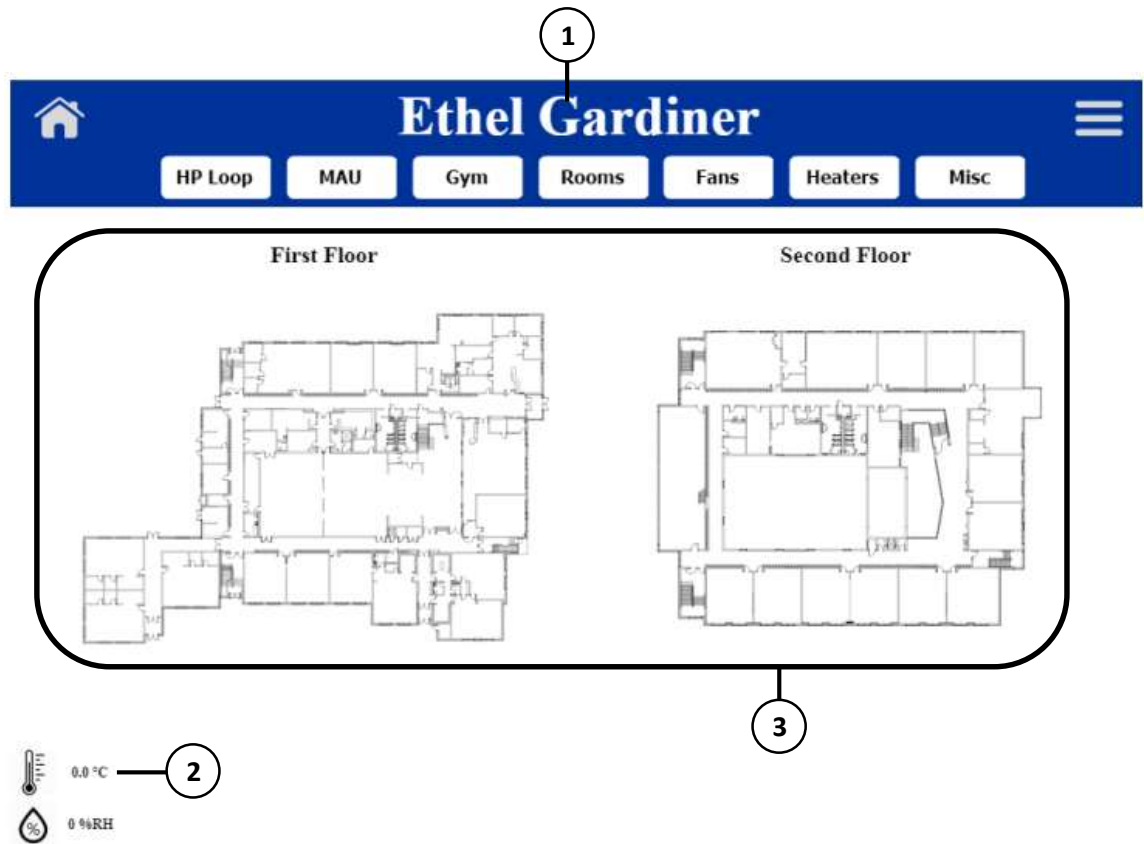 1
Ethel Gardiner
HP Loop MAU Gym Rooms Fans Heaters Misc
First Floor Second Floor
3
0.0 °C 2
% 0 %RH